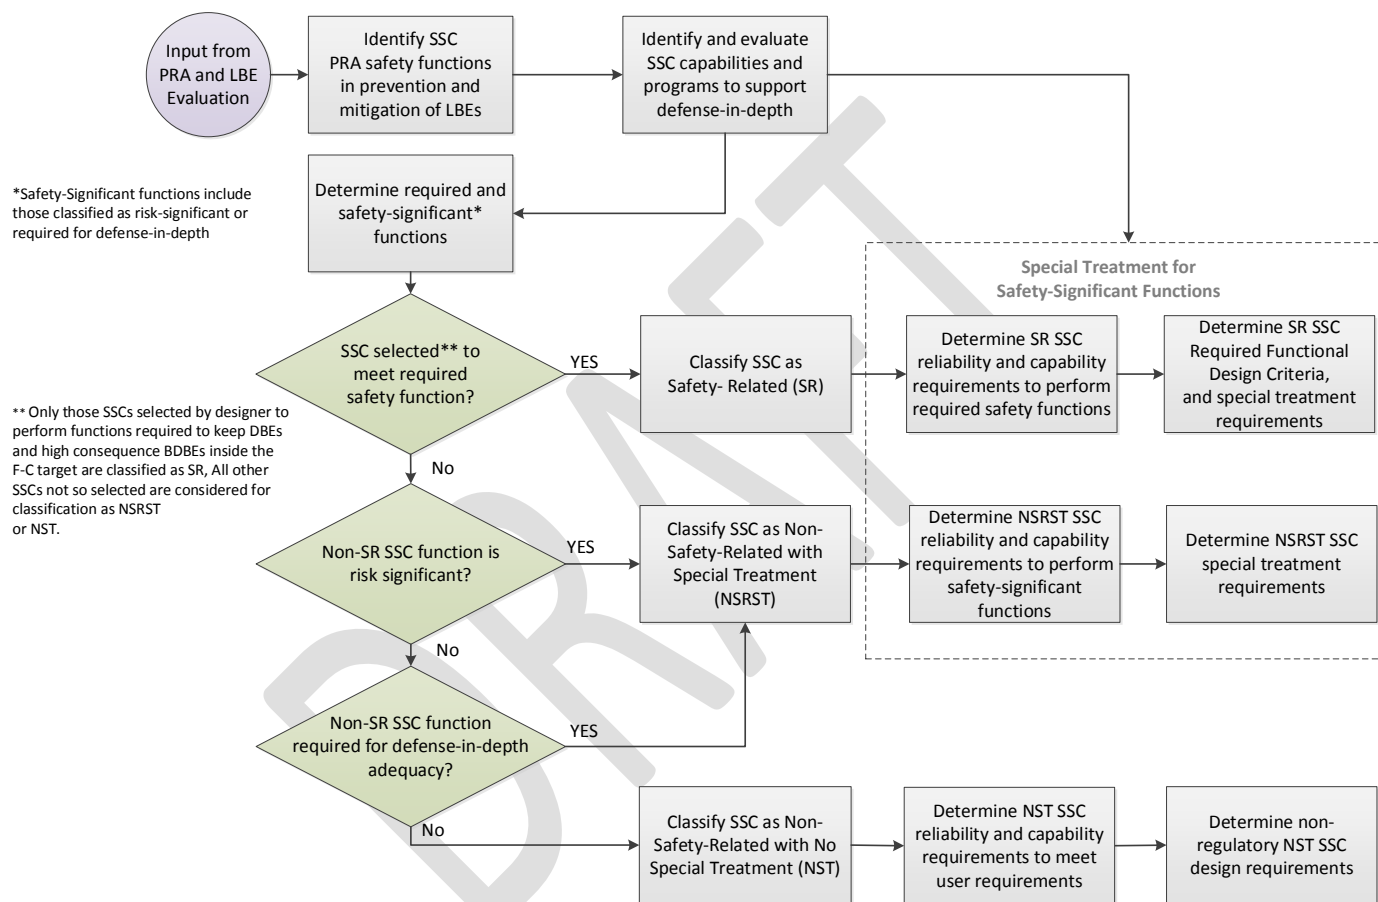 Input from
PRA and LBE
Evaluation
Identify SSC
PRA safety functions
in prevention and
mitigation of LBEs
Identify and evaluate
SSC capabilities and
programs to support
defense-in-depth
*Safety-Significant functions include
those classified as risk-significant or
required for defense-in-depth
Determine required and
safety-significant*
functions
Special Treatment for
Safety-Significant Functions
SSC selected** to
meet required
safety function?
YES
Classify SSC as
Safety- Related (SR)
Determine SR SSC
reliability and capability
requirements to perform
required safety functions
Determine SR SSC
Required Functional
Design Criteria,
and special treatment
requirements
** Only those SSCs selected by designer to
perform functions required to keep DBEs
and high consequence BDBEs inside the
F-C target are classified as SR, All other
SSCs not so selected are considered for
classification as NSRST
or NST.
No
Non-SR SSC function is
risk significant?
YES
Classify SSC as Non-
Safety-Related with
Special Treatment
(NSRST)
Determine NSRST SSC
reliability and capability
requirements to perform
safety-significant
functions
Determine NSRST SSC
special treatment
requirements
No
Non-SR SSC function
required for defense-in-depth
adequacy?
YES
No
Classify SSC as Non-
Safety-Related with No
Special Treatment (NST)
Determine NST SSC
reliability and capability
requirements to meet
user requirements
Determine non-
regulatory NST SSC
design requirements
DRAFT